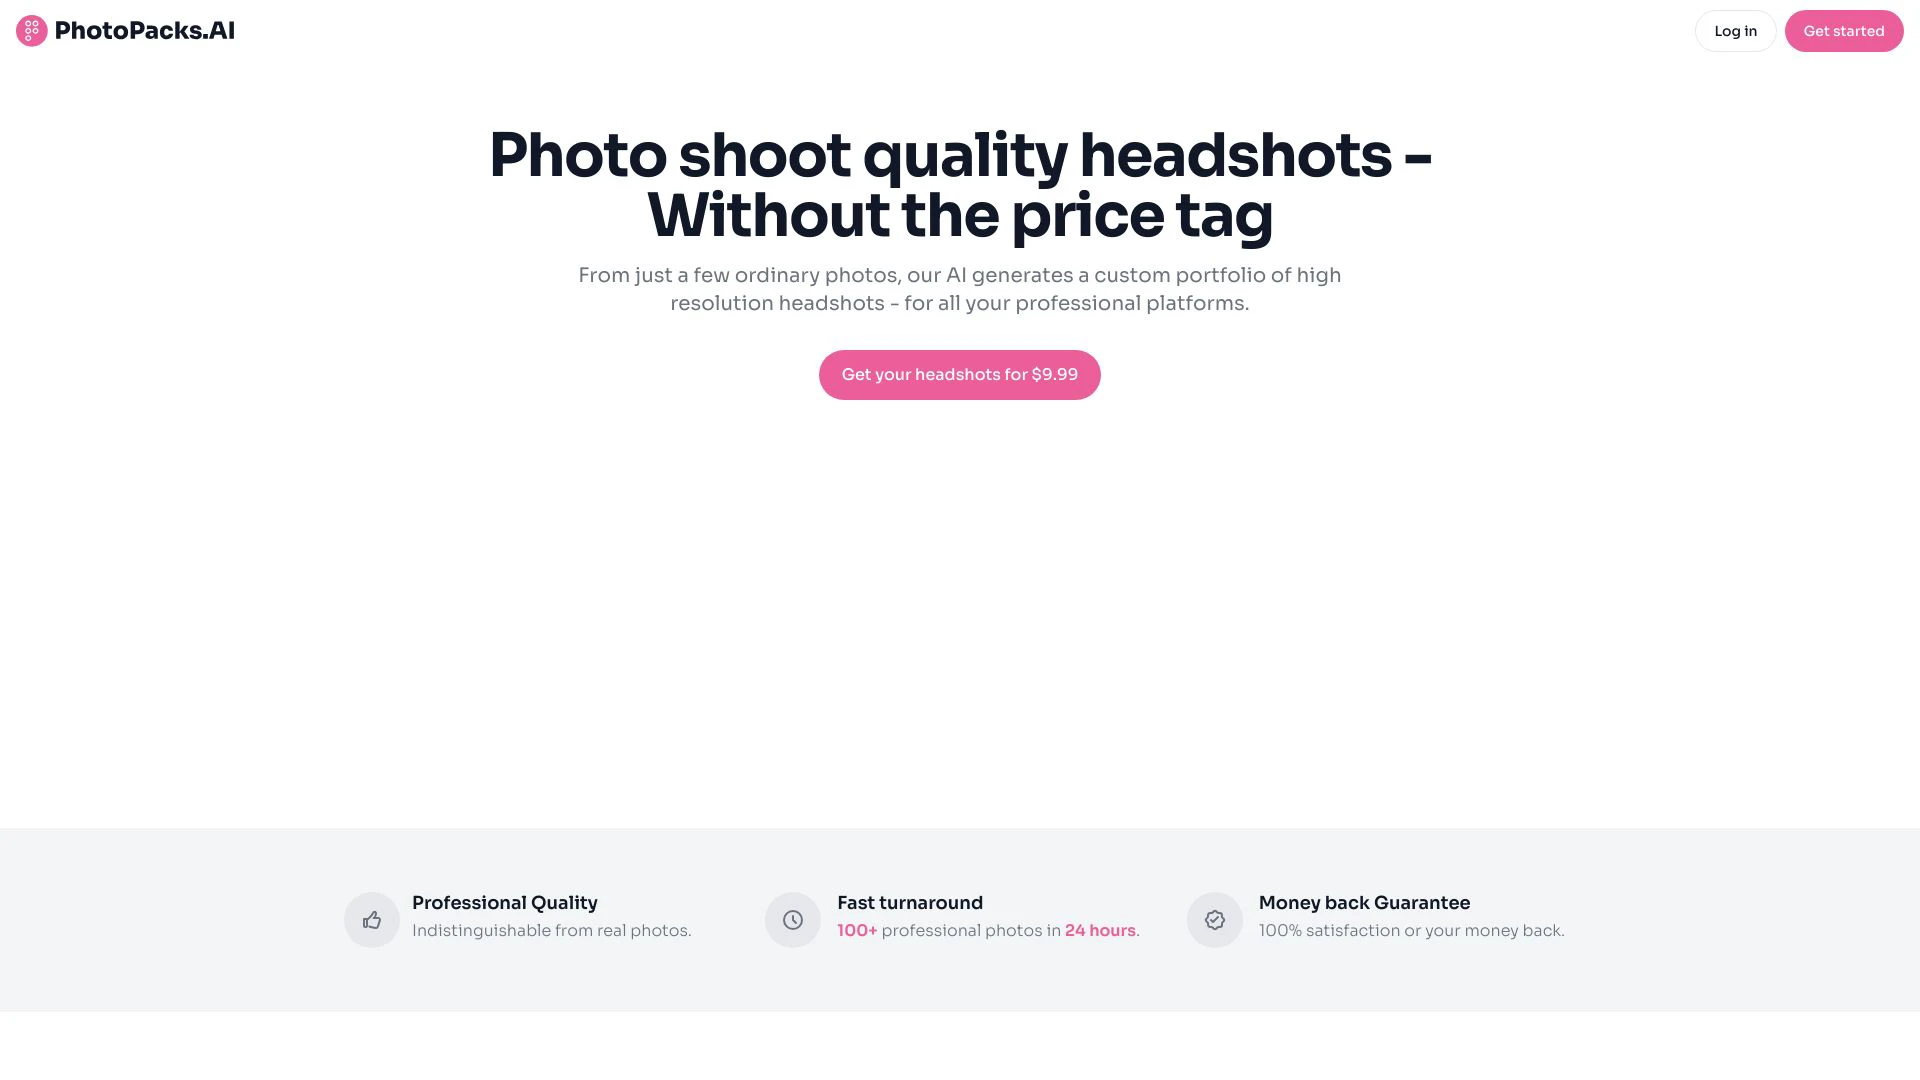 PhotoPacks.AI
Log in
Get started
Photo shoot quality headshots -
Without the price tag
From just a few ordinary photos, our AI generates a custom portfolio of high
resolution headshots - for all your professional platforms.
Get your headshots for $9.99
Professional Quality
Indistinguishable from real photos.
Fast turnaround
100+ professional photos in 24 hours.
Money back Guarantee
100% satisfaction or your money back.